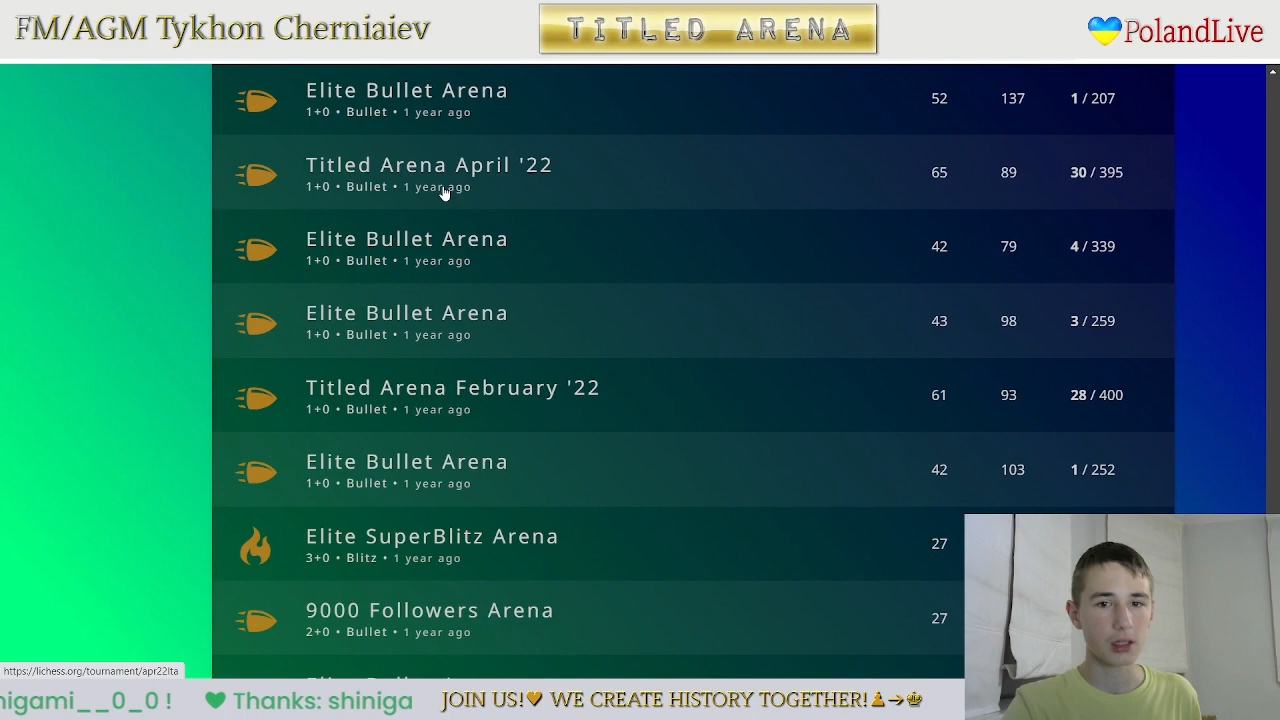 FM/AGM Tykhon Cherniaiev
TITLED ARENA
PolandLive
Elite Bullet Arena
1+0 • Bullet • 1 year ago
52 137 1 / 207
Titled Arena April '22
1+0 • Bullet • 1 year ago
65 89 30 / 395
Elite Bullet Arena
1+0 • Bullet • 1 year ago
42 79 4 / 339
Elite Bullet Arena
1+0 • Bullet • 1 year ago
43 98 3 / 259
Titled Arena February '22
1+0 • Bullet • 1 year ago
61 93 28 / 400
Elite Bullet Arena
1+0 • Bullet • 1 year ago
42 103 1 / 252
Elite SuperBlitz Arena
3+0 • Blitz • 1 year ago
27
9000 Followers Arena
2+0 • Bullet • 1 year ago
27
https://lichess.org/tournament/apr22lta
nigami__0_0 ! Thanks: shiniga
JOIN US! WE CREATE HISTORY TOGETHER!